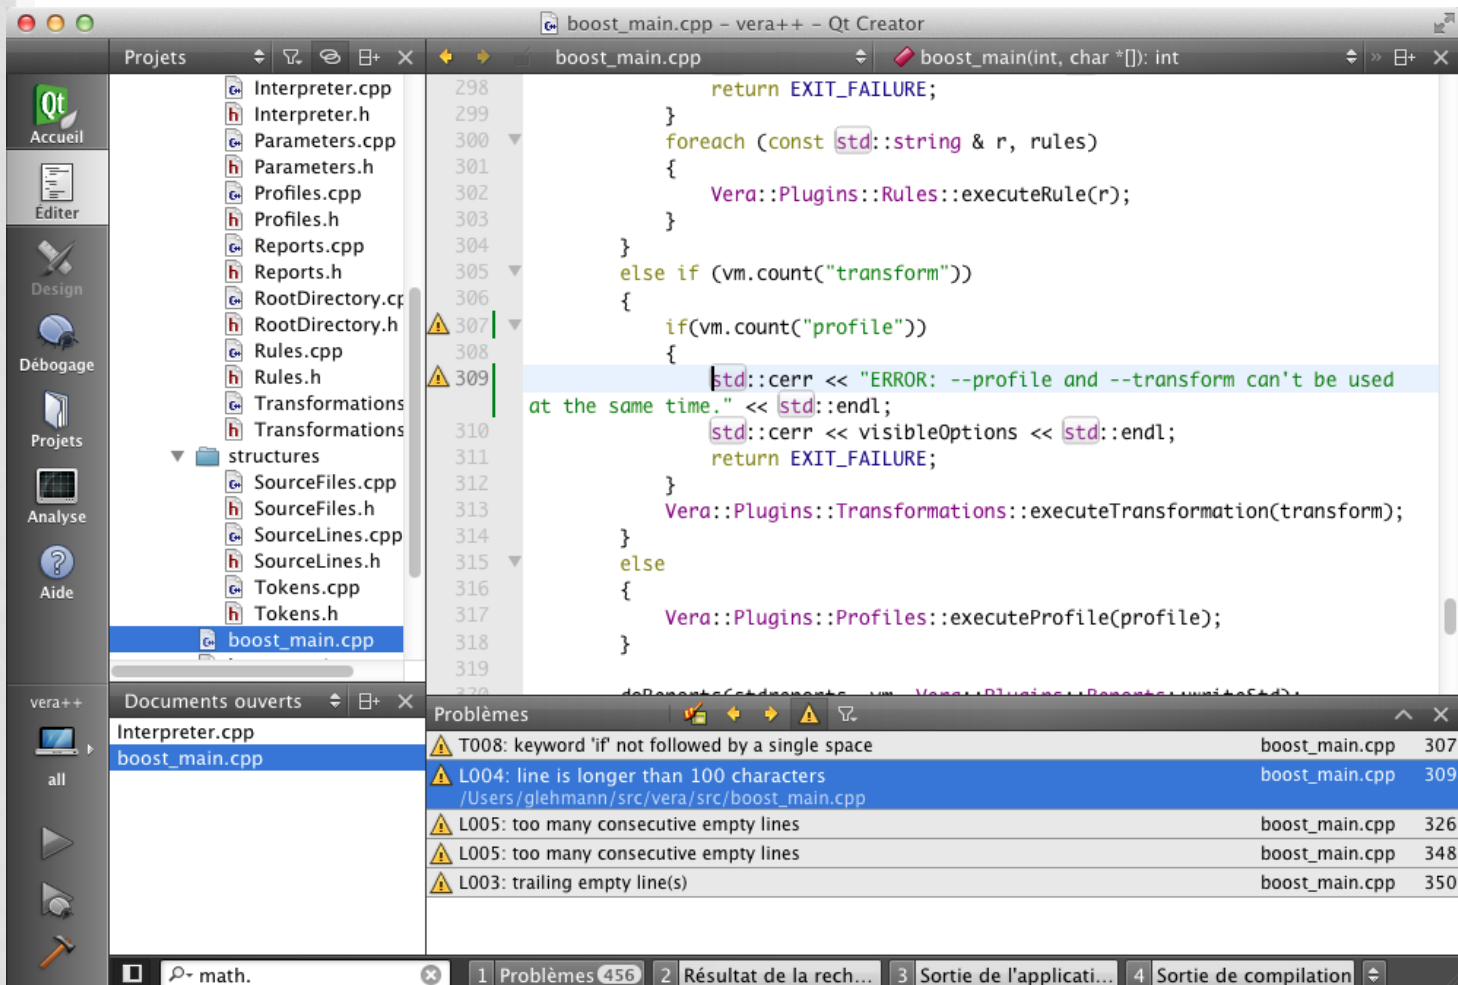 boost_main.cpp – vera++ – Qt Creator
Projets
boost_main.cpp
boost_main(int, char *[]): int
Accueil
Éditer
Design
Débogage
Projets
Analyse
Aide
vera++
all
Interpreter.cpp
Interpreter.h
Parameters.cpp
Parameters.h
Profiles.cpp
Profiles.h
Reports.cpp
Reports.h
RootDirectory.cp
RootDirectory.h
Rules.cpp
Rules.h
Transformations
Transformations
structures
SourceFiles.cpp
SourceFiles.h
SourceLines.cpp
SourceLines.h
Tokens.cpp
Tokens.h
boost_main.cpp
Documents ouverts
Interpreter.cpp
boost_main.cpp
298 return EXIT_FAILURE;
299 }
300 foreach (const std::string & r, rules)
301 {
302 Vera::Plugins::Rules::executeRule(r);
303 }
304 }
305 else if (vm.count("transform"))
306 {
307 if(vm.count("profile"))
308 {
309 std::cerr << "ERROR: --profile and --transform can't be used
at the same time." << std::endl;
310 std::cerr << visibleOptions << std::endl;
311 return EXIT_FAILURE;
312 }
313 Vera::Plugins::Transformations::executeTransformation(transform);
314 }
315 else
316 {
317 Vera::Plugins::Profiles::executeProfile(profile);
318 }
319
320 doReports(stdreports, vm, Vera::Plugins::Reports::writeStd);
Problèmes
T008: keyword 'if' not followed by a single space boost_main.cpp 307
L004: line is longer than 100 characters boost_main.cpp 309
/Users/glehmann/src/vera/src/boost_main.cpp
L005: too many consecutive empty lines boost_main.cpp 326
L005: too many consecutive empty lines boost_main.cpp 348
L003: trailing empty line(s) boost_main.cpp 350
math.
1 Problèmes 456
2 Résultat de la rech...
3 Sortie de l'applicati...
4 Sortie de compilation